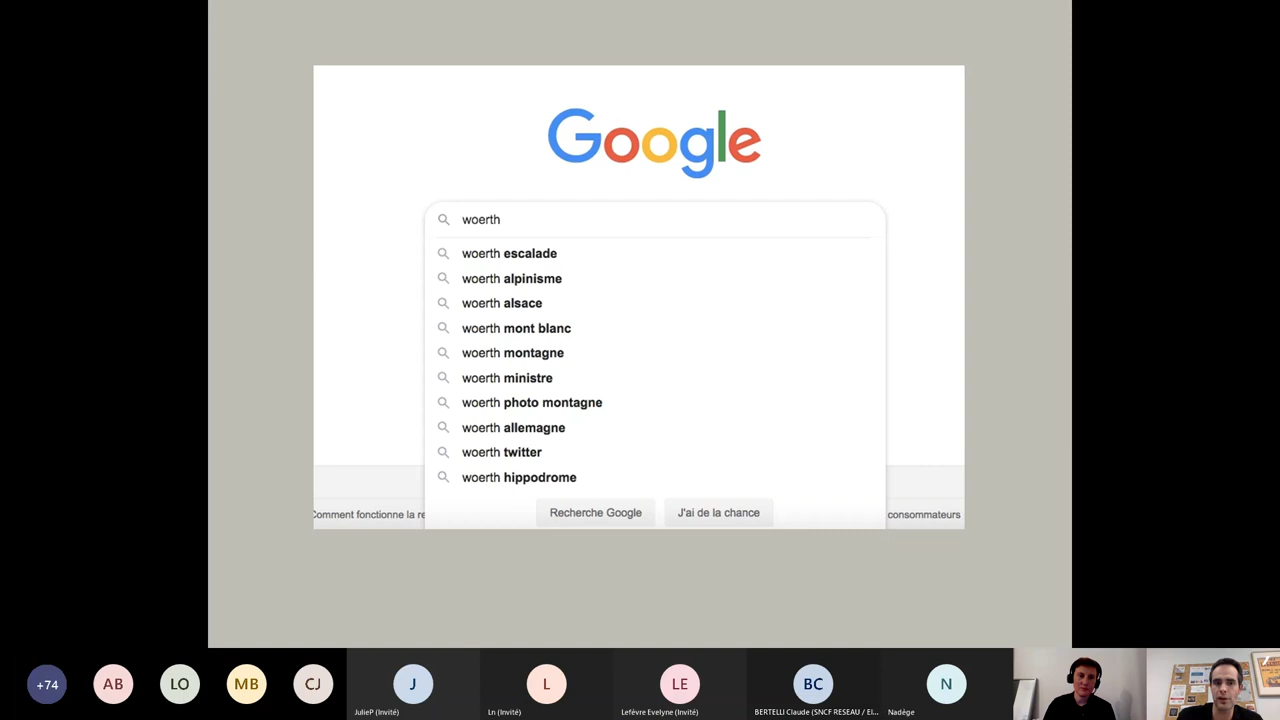 Google
woerth
woerth escalade
woerth alpinisme
woerth alsace
woerth mont blanc
woerth montagne
woerth ministre
woerth photo montagne
woerth allemagne
woerth twitter
woerth hippodrome
Recherche Google
J'ai de la chance
Comment fonctionne la re
consommateurs
+74
AB
LO
MB
CJ
J
JulieP (Invité)
L
Ln (Invité)
LE
Lefévre Evelyne (Invité)
BC
BERTELLI Claude (SNCF RESEAU / El...
N
Nadège